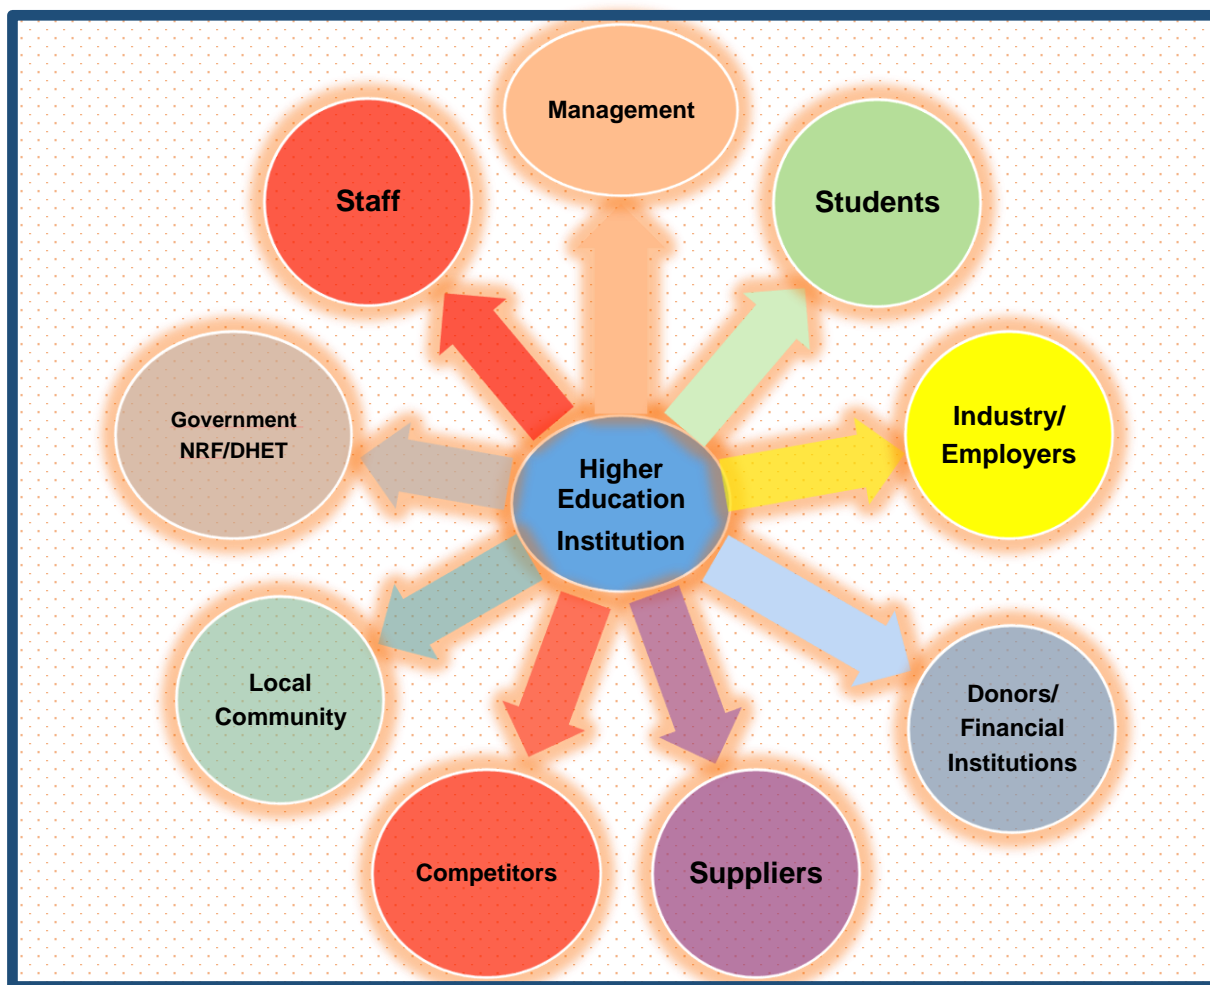 Management
Staff
Students
Government
NRF/DHET
Industry/
Employers
Higher
Education
Institution
Local
Community
Donors/
Financial
Institutions
Competitors
Suppliers